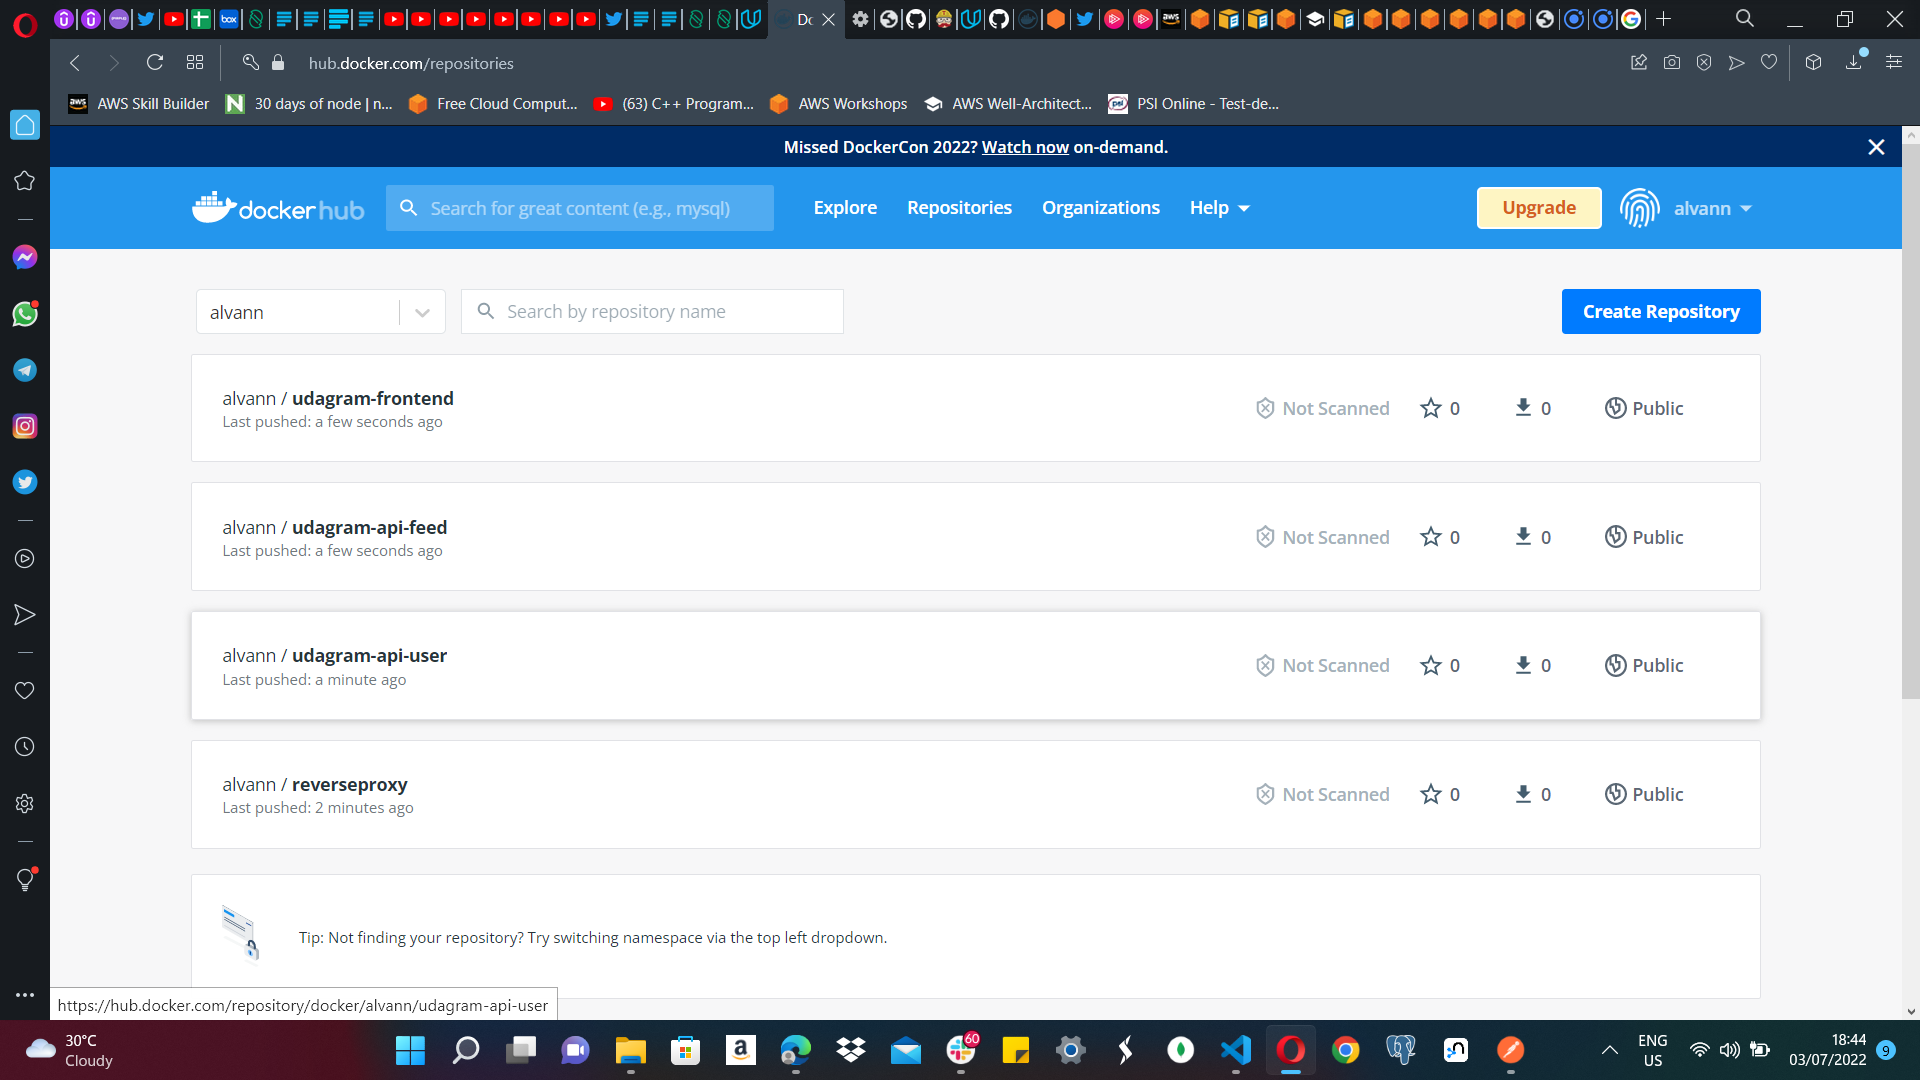 Do
hub.docker.com/repositories
AWS Skill Builder
30 days of node | n...
Free Cloud Comput...
(63) C++ Program...
AWS Workshops
AWS Well-Architect...
PSI Online - Test-de...
Missed DockerCon 2022? Watch now on-demand.
docker hub
Search for great content (e.g., mysql)
Explore
Repositories
Organizations
Help
Upgrade
alvann
alvann
Search by repository name
Create Repository
alvann / udagram-frontend
Last pushed: a few seconds ago
Not Scanned
0
0
Public
alvann / udagram-api-feed
Last pushed: a few seconds ago
Not Scanned
0
0
Public
alvann / udagram-api-user
Last pushed: a minute ago
Not Scanned
0
0
Public
alvann / reverseproxy
Last pushed: 2 minutes ago
Not Scanned
0
0
Public
Tip: Not finding your repository? Try switching namespace via the top left dropdown.
https://hub.docker.com/repository/docker/alvann/udagram-api-user
30°C
Cloudy
60
ENG
US
18:44
03/07/2022
9